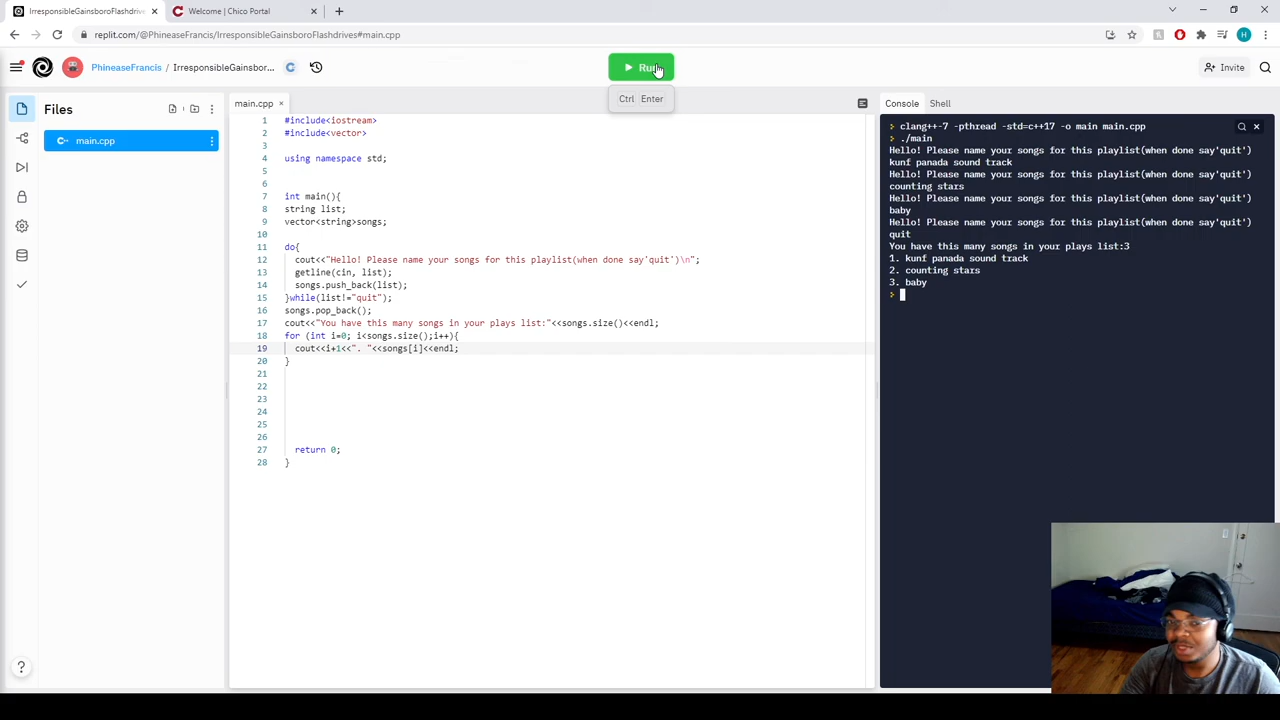 IrresponsibleGainsboroFlashdrive
Welcome | Chico Portal
replit.com/@PhineaseFrancis/IrresponsibleGainsboroFlashdrives#main.cpp
H
PhineaseFrancis / IrresponsibleGainsbor...
Run
Invite
Ctrl Enter
Files
main.cpp
Console
Shell
main.cpp
1 #include<iostream>
2 #include<vector>
3
4 using namespace std;
5
6
7 int main(){
8 string list;
9 vector<string>songs;
10
11 do{
12 cout<<"Hello! Please name your songs for this playlist(when done say'quit')\n";
13 getline(cin, list);
14 songs.push_back(list);
15 }while(list!="quit");
16 songs.pop_back();
17 cout<<"You have this many songs in your plays list:"<<songs.size()<<endl;
18 for (int i=0; i<songs.size();i++){
19 cout<<i+1<<". "<<songs[i]<<endl;
20 }
21
22
23
24
25
26
27 return 0;
28 }
> clang++-7 -pthread -std=c++17 -o main main.cpp
> ./main
Hello! Please name your songs for this playlist(when done say'quit')
kunf panada sound track
Hello! Please name your songs for this playlist(when done say'quit')
counting stars
Hello! Please name your songs for this playlist(when done say'quit')
baby
Hello! Please name your songs for this playlist(when done say'quit')
quit
You have this many songs in your plays list:3
1. kunf panada sound track
2. counting stars
3. baby
>
?